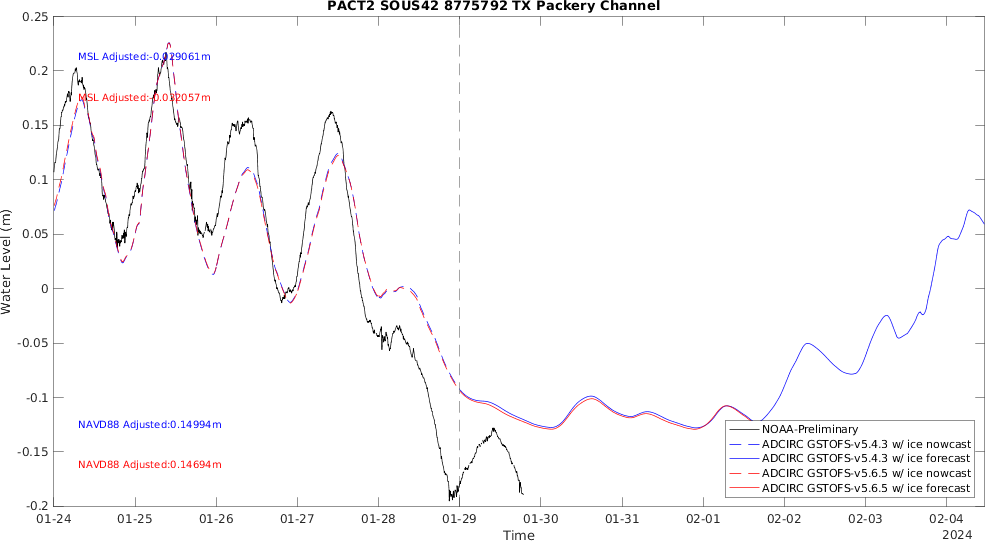 PACT2 SOUS42 8775792 TX Packery Channel
0.25
0.2
0.15
0.1
0.05
0
-0.05
-0.1
-0.15
-0.2
Water Level (m)
MSL Adjusted:-0.029061m
MSL Adjusted:-0.032057m
NAVD88 Adjusted:0.14994m
NAVD88 Adjusted:0.14694m
NOAA-Preliminary
ADCIRC GSTOFS-v5.4.3 w/ ice nowcast
ADCIRC GSTOFS-v5.4.3 w/ ice forecast
ADCIRC GSTOFS-v5.6.5 w/ ice nowcast
ADCIRC GSTOFS-v5.6.5 w/ ice forecast
01-24 01-25 01-26 01-27 01-28 01-29 01-30 01-31 02-01 02-02 02-03 02-04
Time
2024